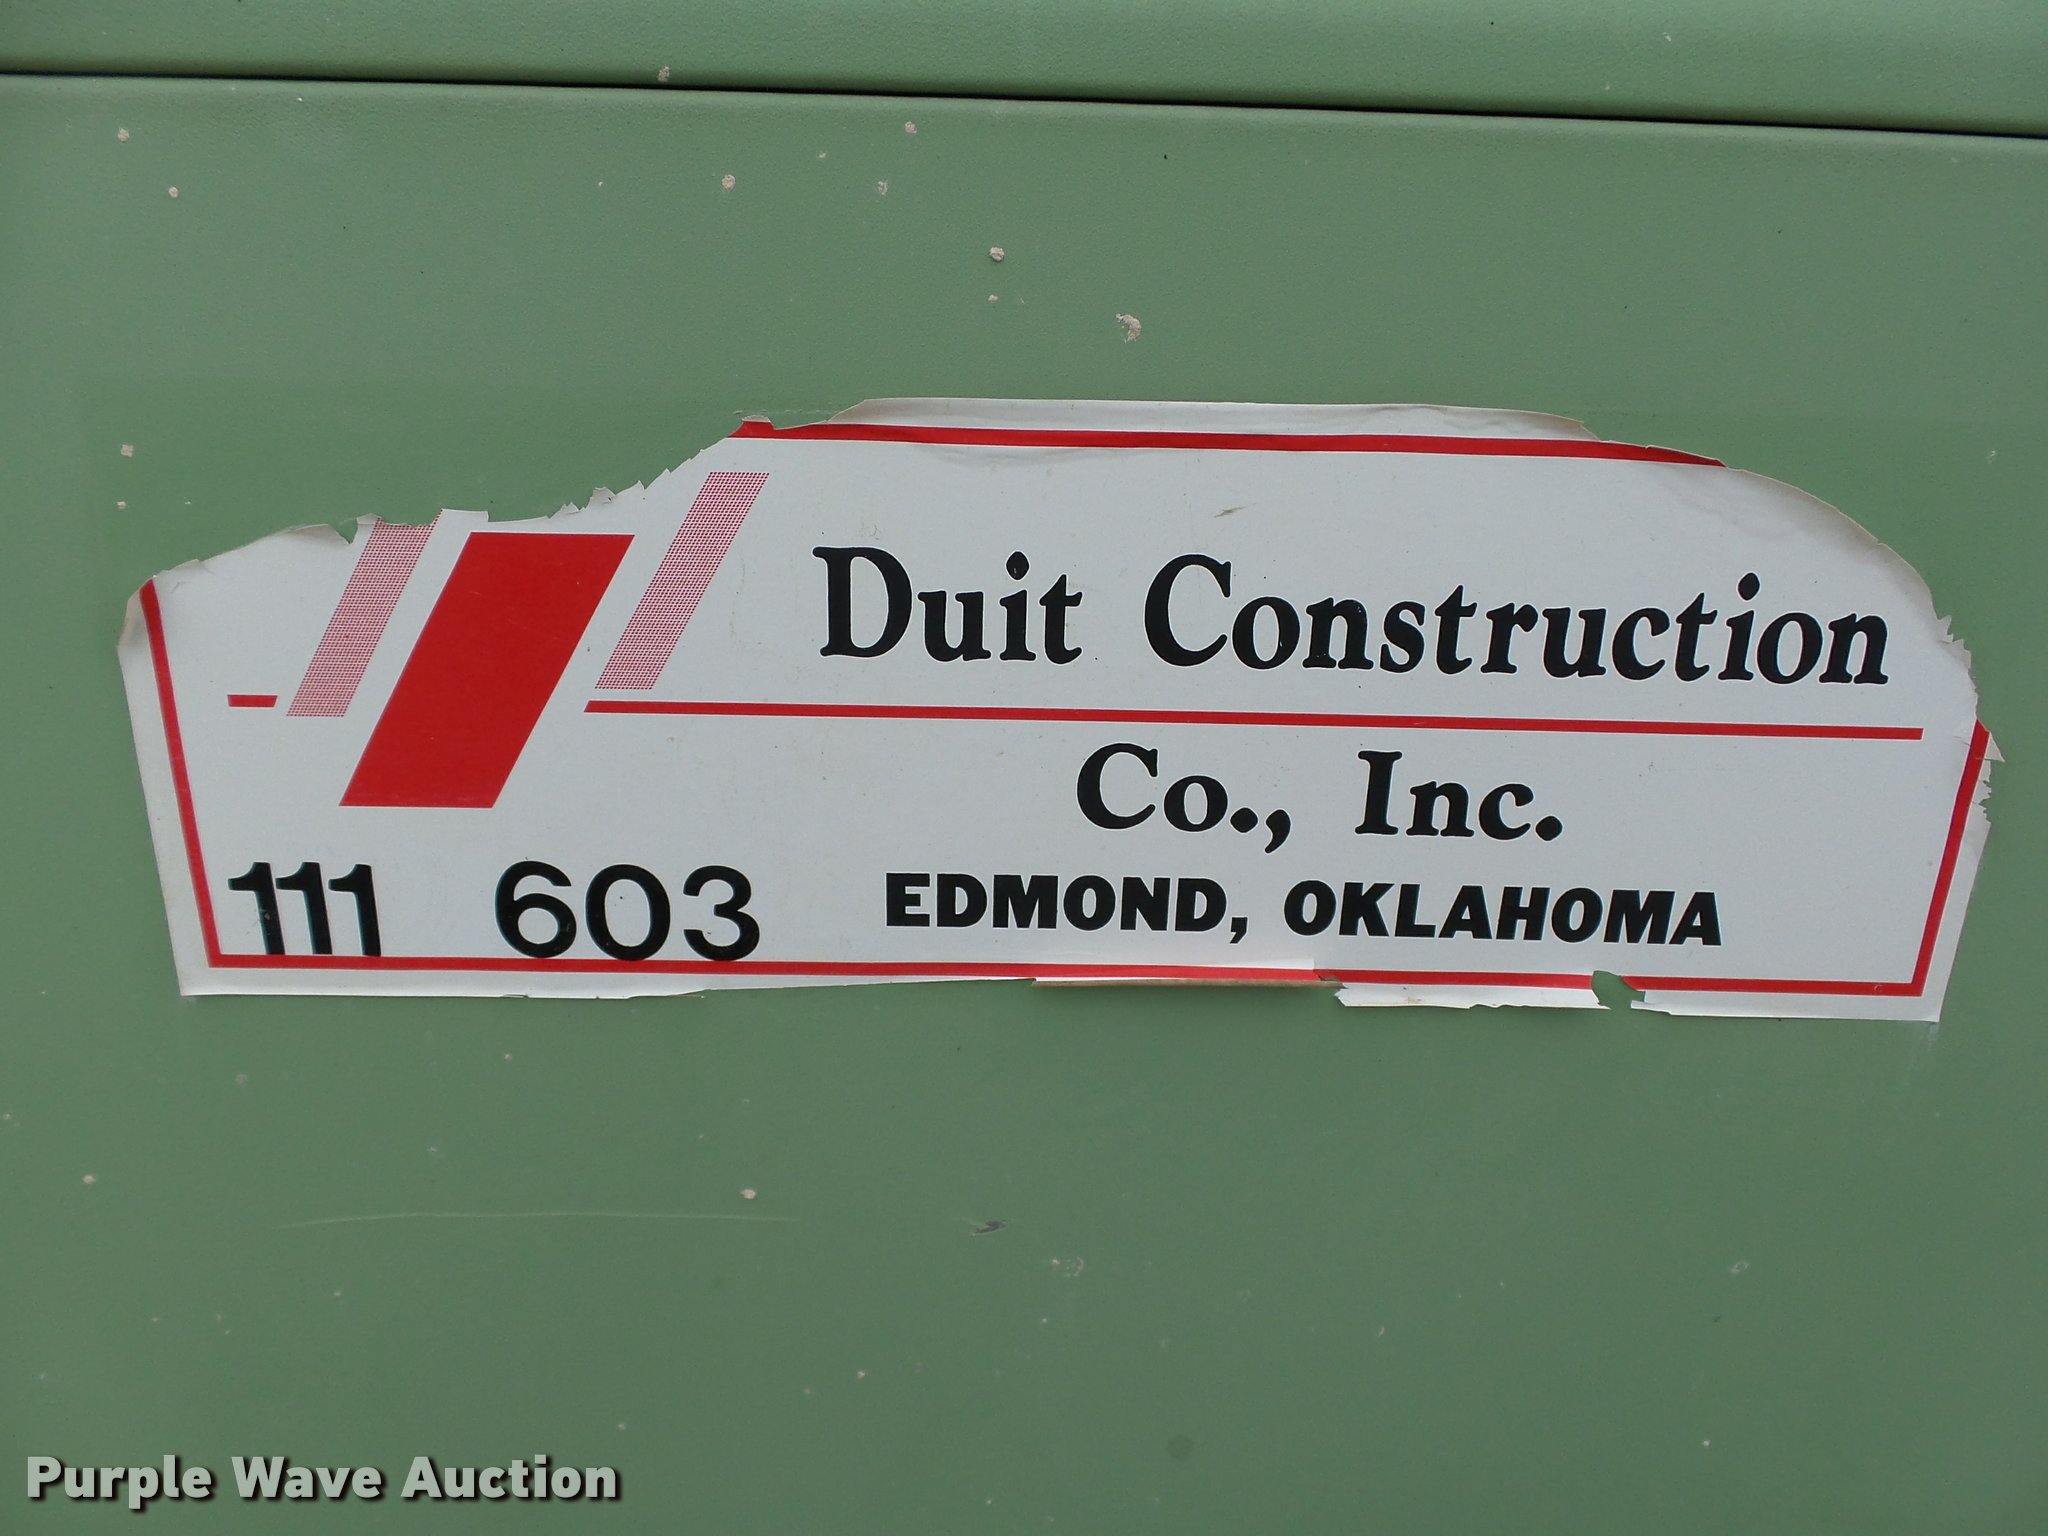 Duit Construction
Co., Inc.
111 603 EDMOND, OKLAHOMA
Purple Wave Auction